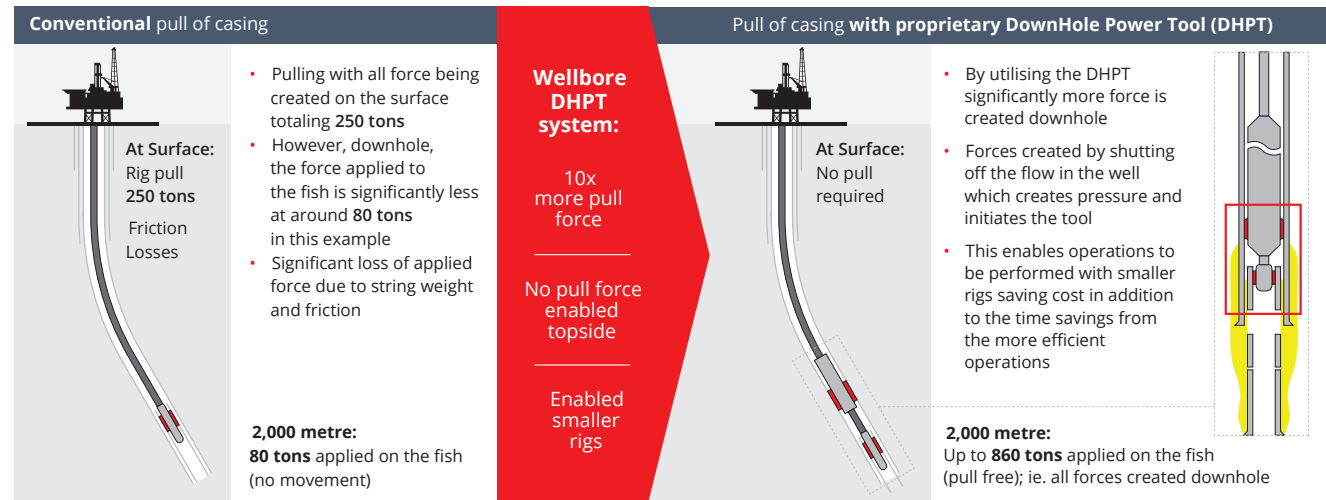 Conventional pull of casing
At Surface:
Rig pull
250 tons
Friction
Losses
• Pulling with all force being
created on the surface
totaling 250 tons
• However, downhole,
the force applied to
the fish is significantly less
at around 80 tons
in this example
• Significant loss of applied
force due to string weight
and friction
2,000 metre:
80 tons applied on the fish
(no movement)
Wellbore
DHPT
system:
10x
more pull
force
No pull force
enabled
topside
Enabled
smaller
rigs
Pull of casing with proprietary DownHole Power Tool (DHPT)
At Surface:
No pull
required
• By utilising the DHPT
significantly more force is
created downhole
• Forces created by shutting
off the flow in the well
which creates pressure and
initiates the tool
• This enables operations to
be performed with smaller
rigs saving cost in addition
to the time savings from
the more efficient
operations
2,000 metre:
Up to 860 tons applied on the fish
(pull free); ie. all forces created downhole